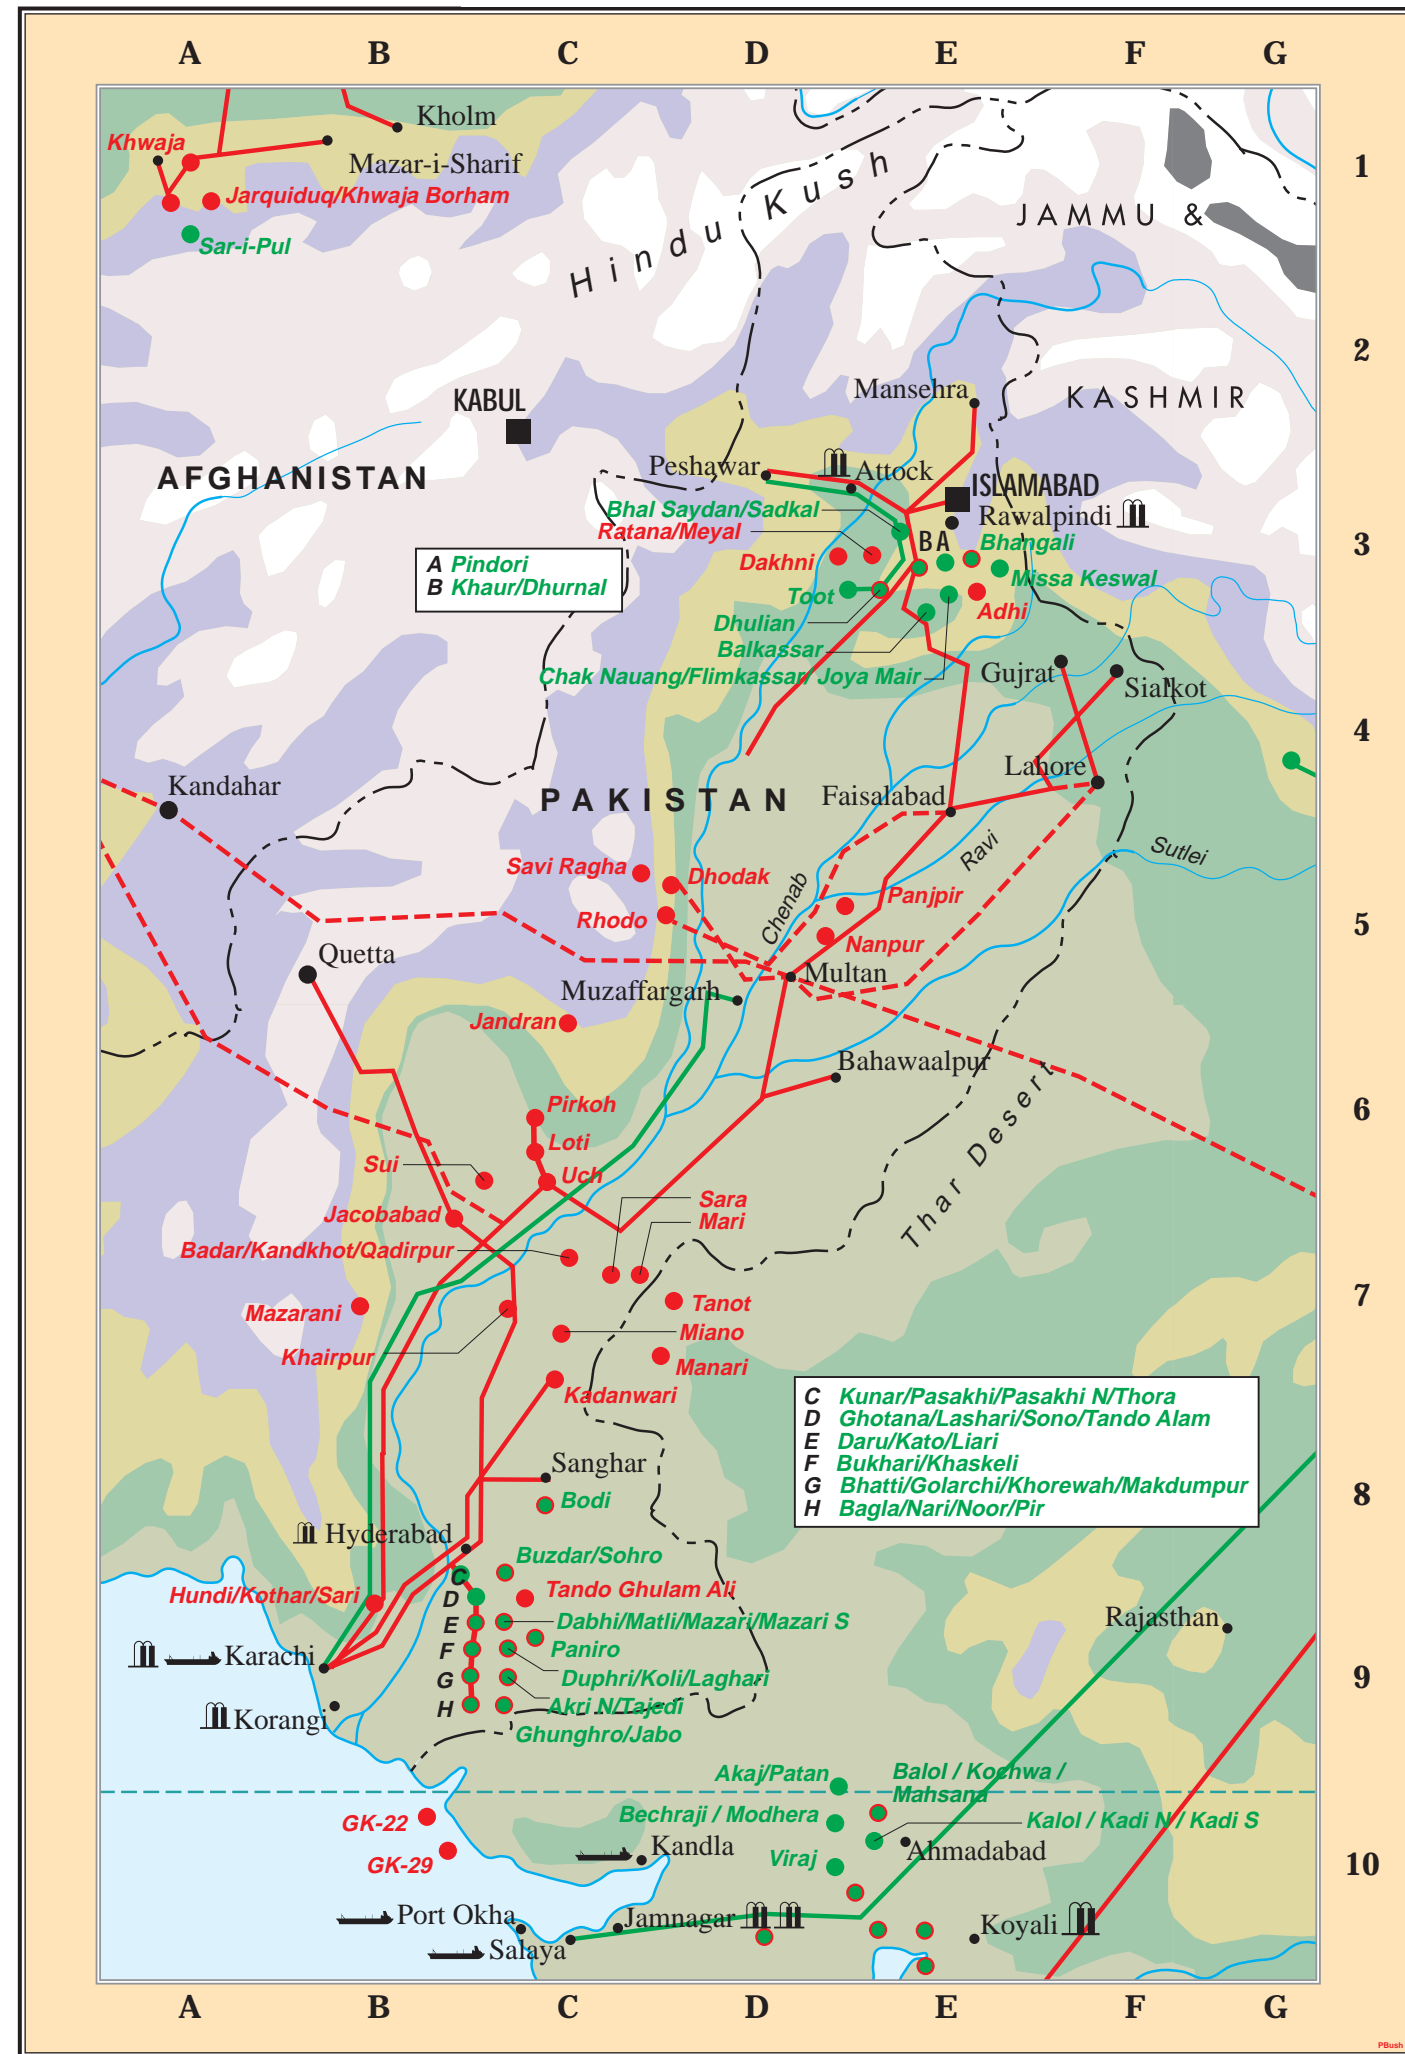 A B C D E F G
Kholm
Khwaja
Mazar-i-Sharif
1
Jarquiduq/Khwaja Borham
Hindu Kush
JAMMU &
Sar-i-Pul
2
Mansehra
KASHMIR
KABUL
AFGHANISTAN
Peshawar
Attock
ISLAMABAD
Bhal Saydan/Sadkal
Rawalpindi
Ratana/Meyal
B A
Bhangali
3
A Pindori
B Khaur/Dhurnal
Dakhni
Missa Keswal
Toot
Adhi
Dhulian
Balkassar
Chak Nauang/Flimkassar/ Joya Mair
Gujrat
Sialkot
4
Lahore
Kandahar
PAKISTAN
Faisalabad
Ravi
Sutlei
Savi Ragha
Dhodak
Chenab
Panjpir
Rhodo
5
Nanpur
Quetta
Multan
Muzaffargarh
Jandran
Bahawaalpur
Thar Desert
6
Pirkoh
Loti
Sui
Uch
Sara
Jacobabad
Mari
Badar/Kandkhot/Qadirpur
7
Mazarani
Tanot
Miano
Khairpur
Manari
Kadanwari
C Kunar/Pasakhi/Pasakhi N/Thora
D Ghotana/Lashari/Sono/Tando Alam
E Daru/Kato/Liari
F Bukhari/Khaskeli
G Bhatti/Golarchi/Khorewah/Makdumpur
H Bagla/Nari/Noor/Pir
Sanghar
8
Bodi
Hyderabad
Buzdar/Sohro
C
Hundi/Kothar/Sari
D
Tando Ghulam Ali
E
Dabhi/Matli/Mazari/Mazari S
Rajasthan
F
Paniro
Karachi
G
Duphri/Koli/Laghari
9
H
Akri N/Tajedi
Korangi
Ghunghro/Jabo
Akaj/Patan
Balol / Kochwa /
Mahsana
GK-22
Bechraji / Modhera
Kalol / Kadi N / Kadi S
Kandla
Ahmadabad
GK-29
Viraj
10
Port Okha
Jamnagar
Koyali
Salaya
A B C D E F G
PBush